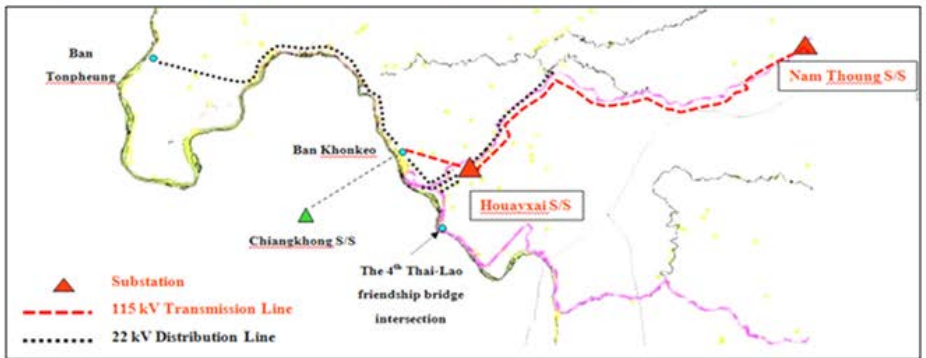 Ban
Tonpheung
Nam Thoung S/S
Ban Khonkeo
Houayxai S/S
Chiangkhong S/S
The 4th Thai-Lao
friendship bridge
intersection
Substation
115 kV Transmission Line
22 kV Distribution Line